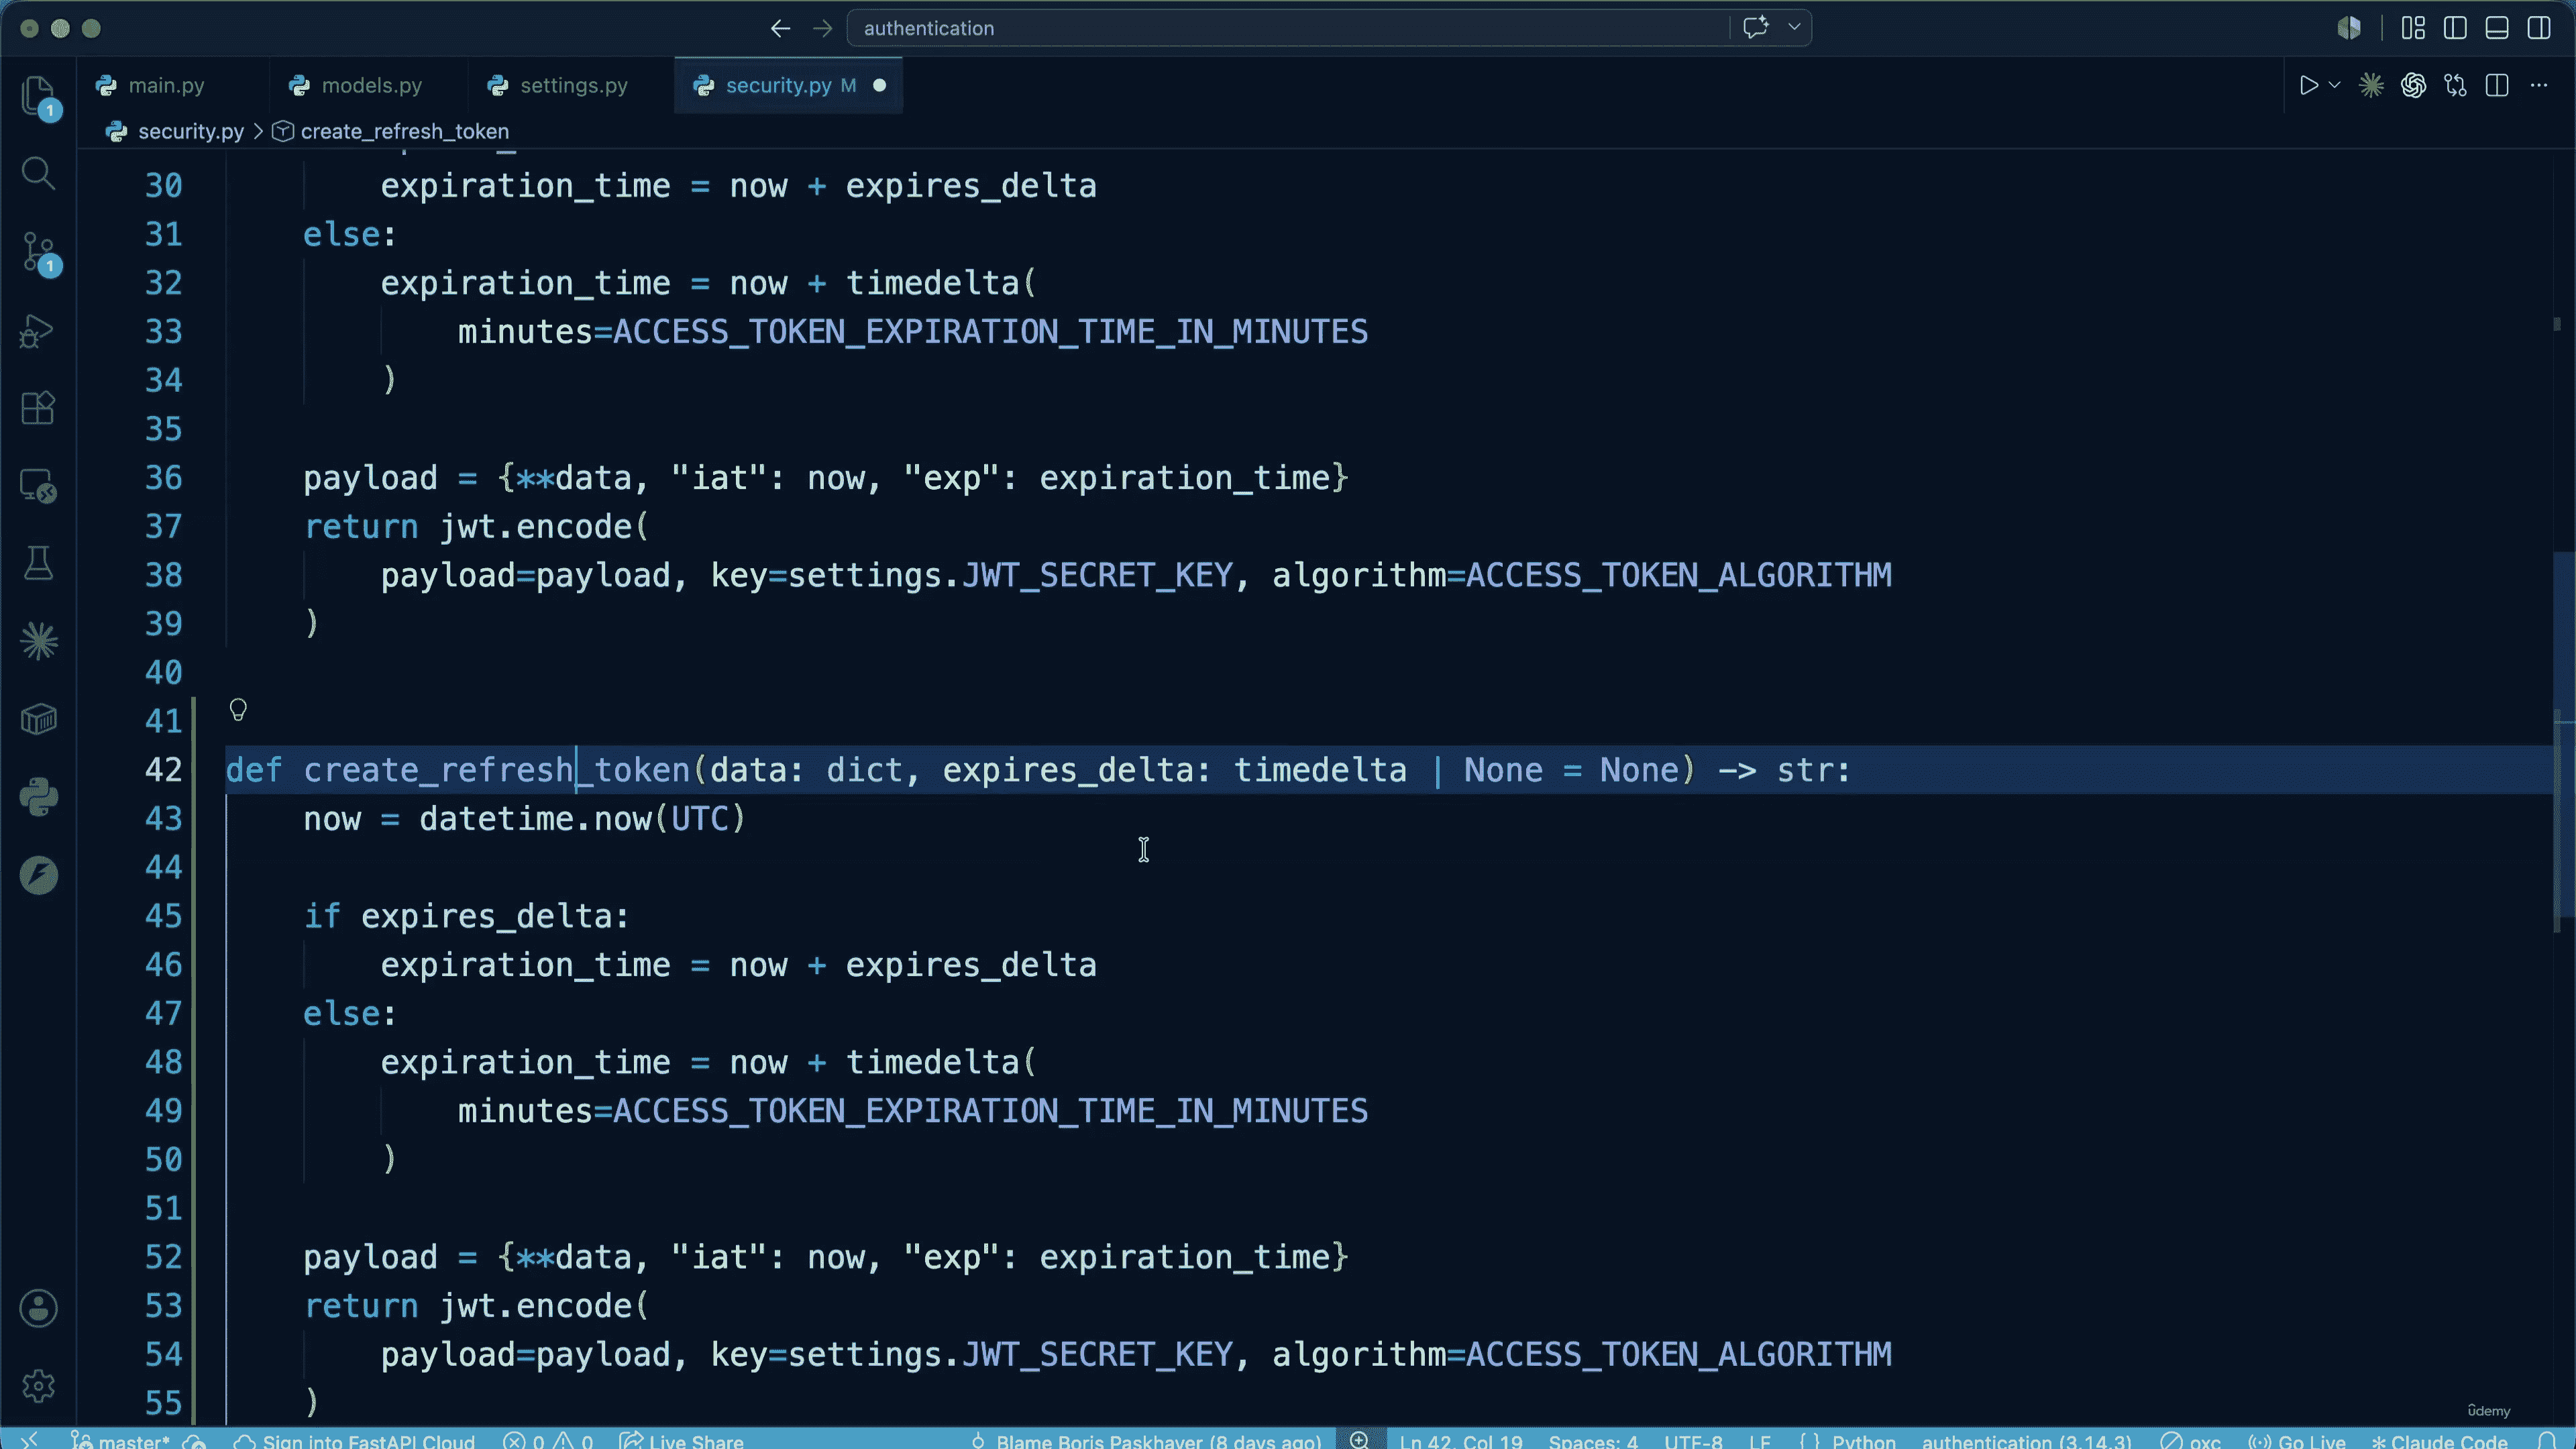 authentication
main.py
models.py
settings.py
security.py M
security.py > create_refresh_token
1
1
30 expiration_time = now + expires_delta
31 else:
32 expiration_time = now + timedelta(
33 minutes=ACCESS_TOKEN_EXPIRATION_TIME_IN_MINUTES
34 )
35
36 payload = {**data, "iat": now, "exp": expiration_time}
37 return jwt.encode(
38 payload=payload, key=settings.JWT_SECRET_KEY, algorithm=ACCESS_TOKEN_ALGORITHM
39 )
40
41
42 def create_refresh_token(data: dict, expires_delta: timedelta | None = None) -> str:
43 now = datetime.now(UTC)
44
45 if expires_delta:
46 expiration_time = now + expires_delta
47 else:
48 expiration_time = now + timedelta(
49 minutes=ACCESS_TOKEN_EXPIRATION_TIME_IN_MINUTES
50 )
51
52 payload = {**data, "iat": now, "exp": expiration_time}
53 return jwt.encode(
54 payload=payload, key=settings.JWT_SECRET_KEY, algorithm=ACCESS_TOKEN_ALGORITHM
55 )
ûdemy
master* Sign into FastAPI Cloud 0 0 Live Share Blame Boris Paskhaver (8 days ago) Ln 42, Col 19 Spaces: 4 UTF-8 LF {} Python authentication (3.14.3) oxc Go Live Claude Code